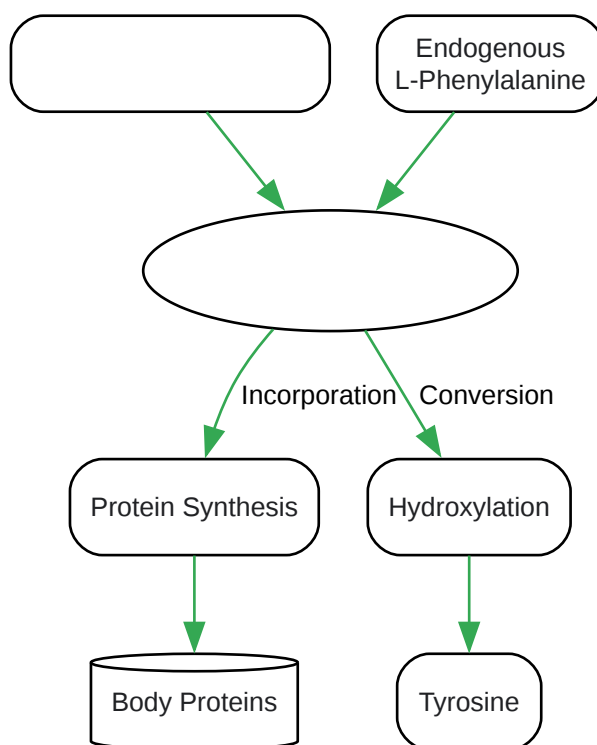 Endogenous
L-Phenylalanine
Incorporation
Conversion
Protein Synthesis
Hydroxylation
Body Proteins
Tyrosine